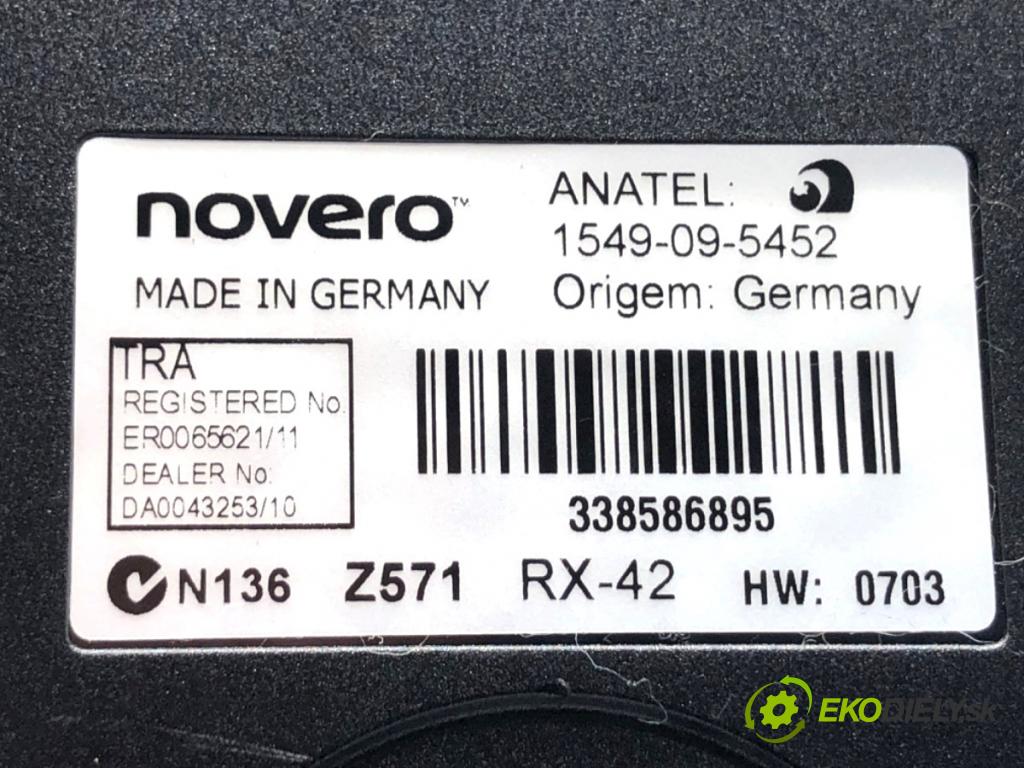 novero™
MADE IN GERMANY
ANATEL:
1549-09-5452
Origem: Germany
TRA
REGISTERED No.
ER0065621/11
DEALER No:
DA0043253/10
338586895
N136 Z571 RX-42 HW: 0703
EKODIELY.sk